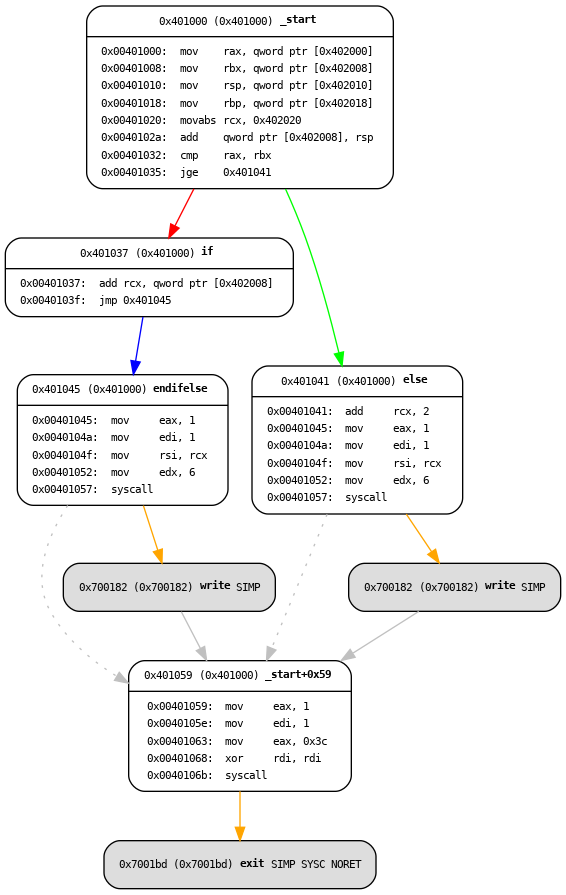 0x401000 (0x401000) _start
0x00401000: mov rax, qword ptr [0x402000]
0x00401008: mov rbx, qword ptr [0x402008]
0x00401010: mov rsp, qword ptr [0x402010]
0x00401018: mov rbp, qword ptr [0x402018]
0x00401020: movabs rcx, 0x402020
0x0040102a: add qword ptr [0x402008], rsp
0x00401032: cmp rax, rbx
0x00401035: jge 0x401041
0x401037 (0x401000) if
0x00401037: add rcx, qword ptr [0x402008]
0x0040103f: jmp 0x401045
0x401045 (0x401000) endifelse
0x00401045: mov eax, 1
0x0040104a: mov edi, 1
0x0040104f: mov rsi, rcx
0x00401052: mov edx, 6
0x00401057: syscall
0x401041 (0x401000) else
0x00401041: add rcx, 2
0x00401045: mov eax, 1
0x0040104a: mov edi, 1
0x0040104f: mov rsi, rcx
0x00401052: mov edx, 6
0x00401057: syscall
0x700182 (0x700182) write SIMP
0x700182 (0x700182) write SIMP
0x401059 (0x401000) _start+0x59
0x00401059: mov eax, 1
0x0040105e: mov edi, 1
0x00401063: mov eax, 0x3c
0x00401068: xor rdi, rdi
0x0040106b: syscall
0x7001bd (0x7001bd) exit SIMP SYSC NORET